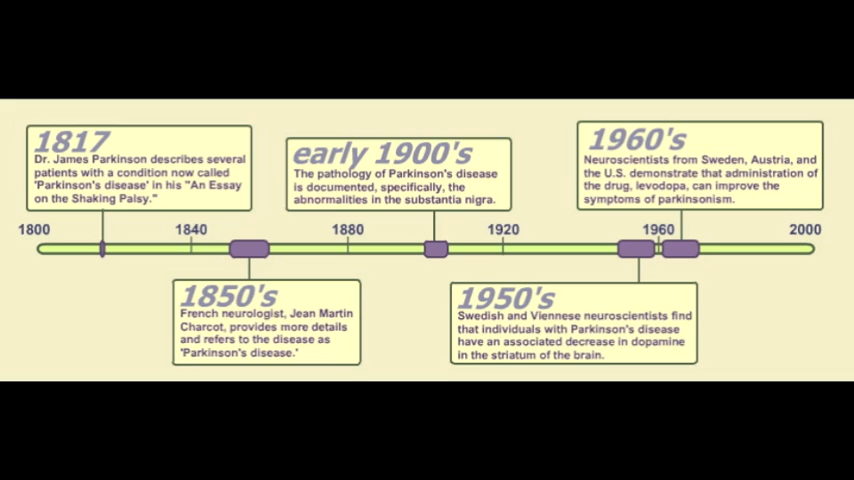 1817
Dr. James Parkinson describes several
patients with a condition now called
'Parkinson's disease' in his "An Essay
on the Shaking Palsy."
early 1900's
The pathology of Parkinson's disease
is documented, specifically, the
abnormalities in the substantia nigra.
1960's
Neuroscientists from Sweden, Austria, and
the U.S. demonstrate that administration of
the drug, levodopa, can improve the
symptoms of parkinsonism.
1800 1840 1880 1920 1960 2000
1850's
French neurologist, Jean Martin
Charcot, provides more details
and refers to the disease as
'Parkinson's disease.'
1950's
Swedish and Viennese neuroscientists find
that individuals with Parkinson's disease
have an associated decrease in dopamine
in the striatum of the brain.